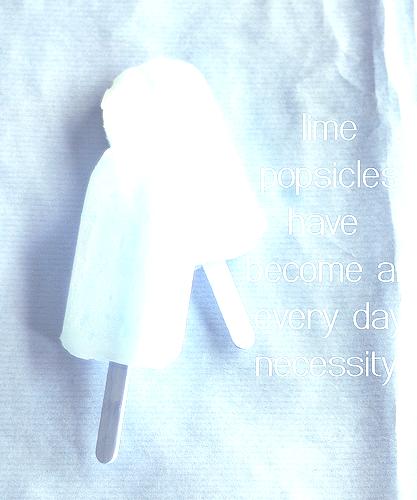 lime
popsicles
have
become a
every day
necessity